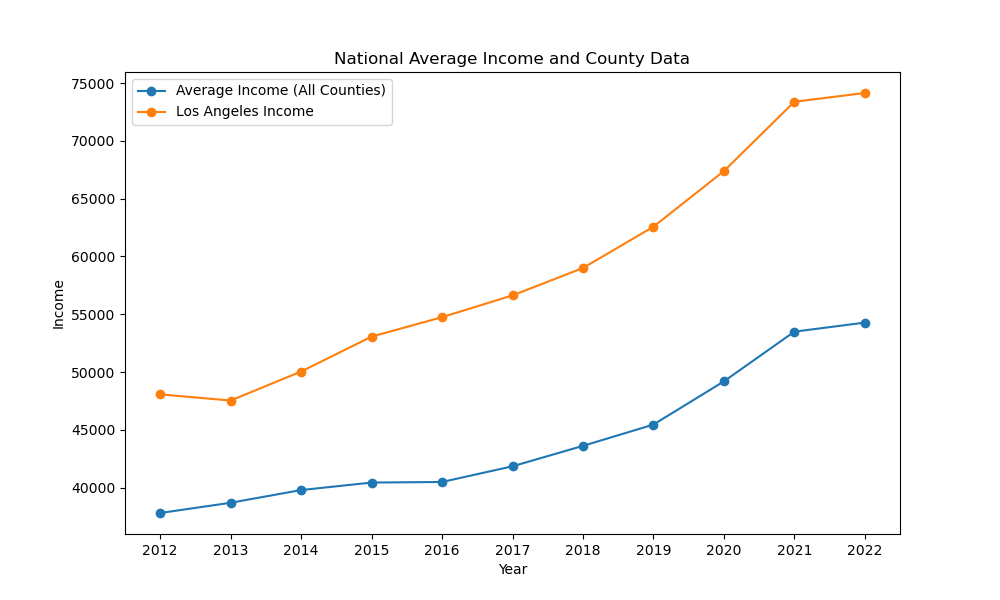 National Average Income and County Data
Average Income (All Counties)
Los Angeles Income
75000
70000
65000
60000
55000
50000
45000
40000
Income
2012 2013 2014 2015 2016 2017 2018 2019 2020 2021 2022
Year